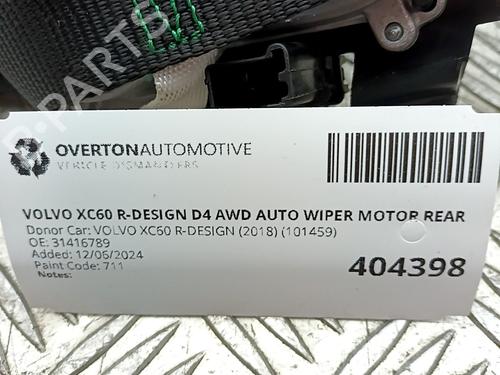 B-PARTS
OVERTONAUTOMOTIVE
VEHICLE DISMANTLERS
VOLVO XC60 R-DESIGN D4 AWD AUTO WIPER MOTOR REAR
Donor Car: VOLVO XC60 R-DESIGN (2018) (101459)
OE: 31416789
Added: 12/06/2024
Paint Code: 711
Notes:
404398